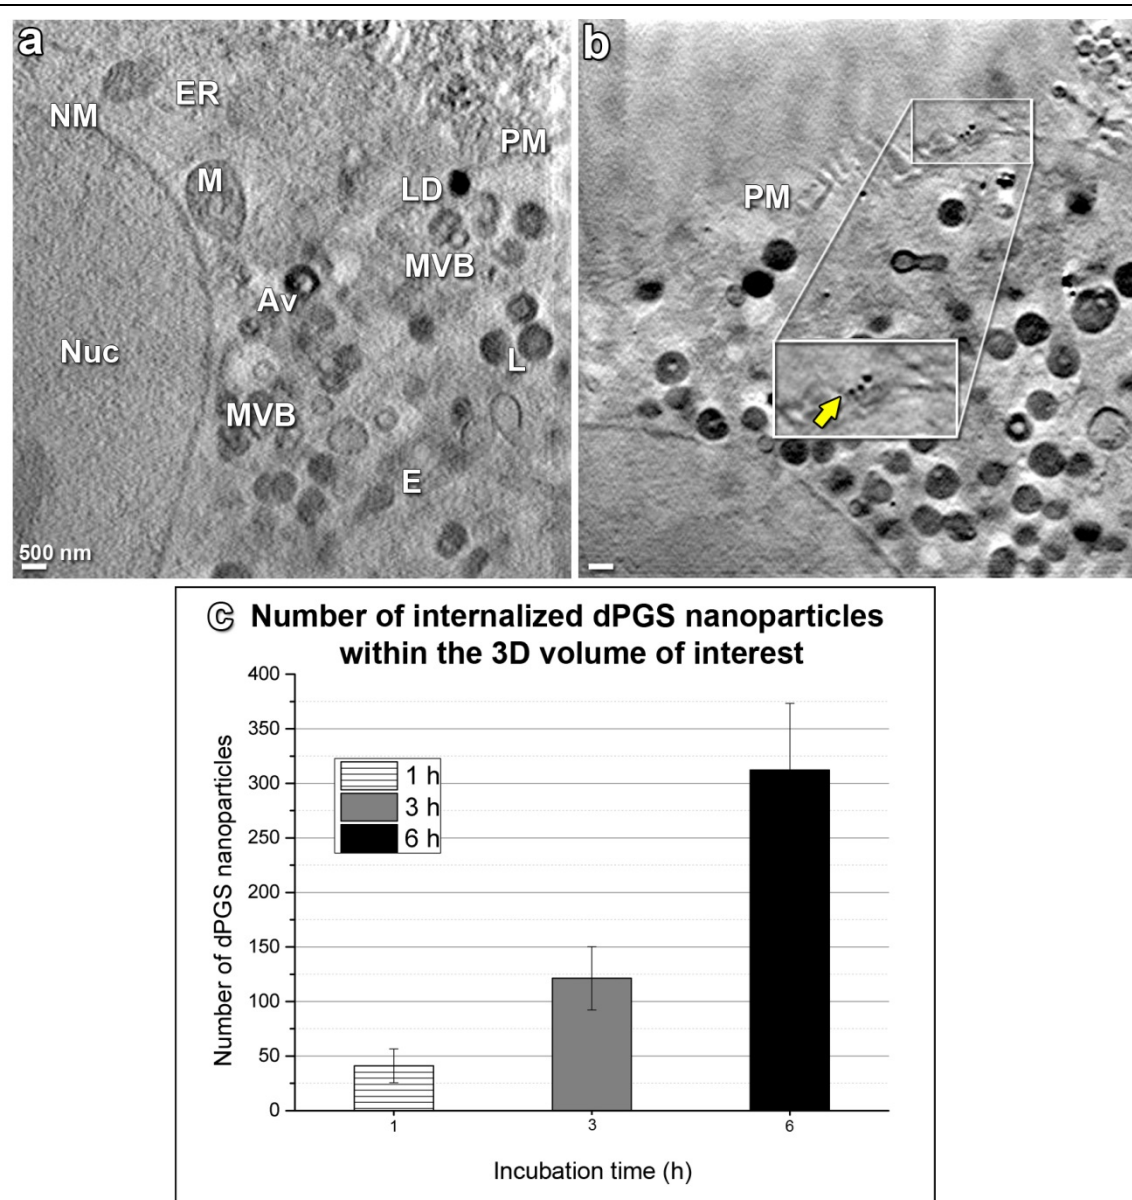 a
ER
NM
PM
M
LD
MVB
Av
Nuc
L
MVB
E
500 nm
b
PM
C Number of internalized dPGS nanoparticles
within the 3D volume of interest
Number of dPGS nanoparticles
400
350
300
250
200
150
100
50
0
1 h
3 h
6 h
1
3
6
Incubation time (h)